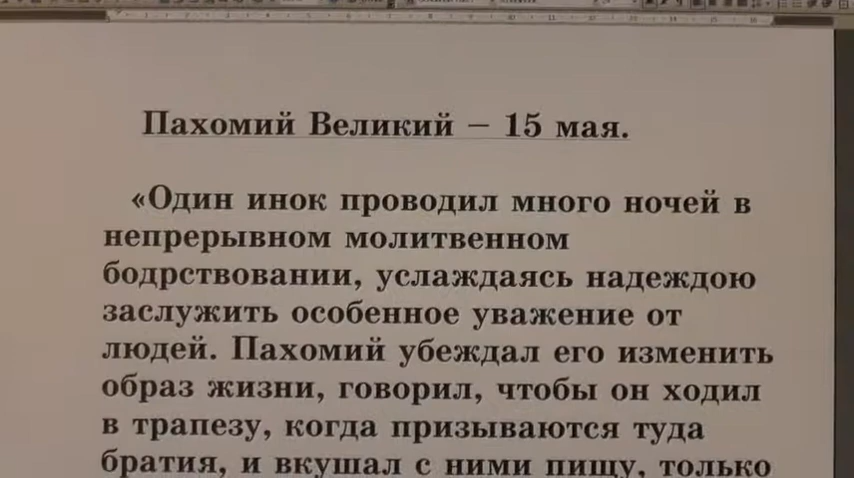 Пахомий Великий – 15 мая.
«Один инок проводил много ночей в
непрерывном молитвенном
бодрствовании, услаждаясь надеждою
заслужить особенное уважение от
людей. Пахомий убеждал его изменить
образ жизни, говорил, чтобы он ходил
в трапезу, когда призываются туда
братия, и вкушал с ними пищу, только